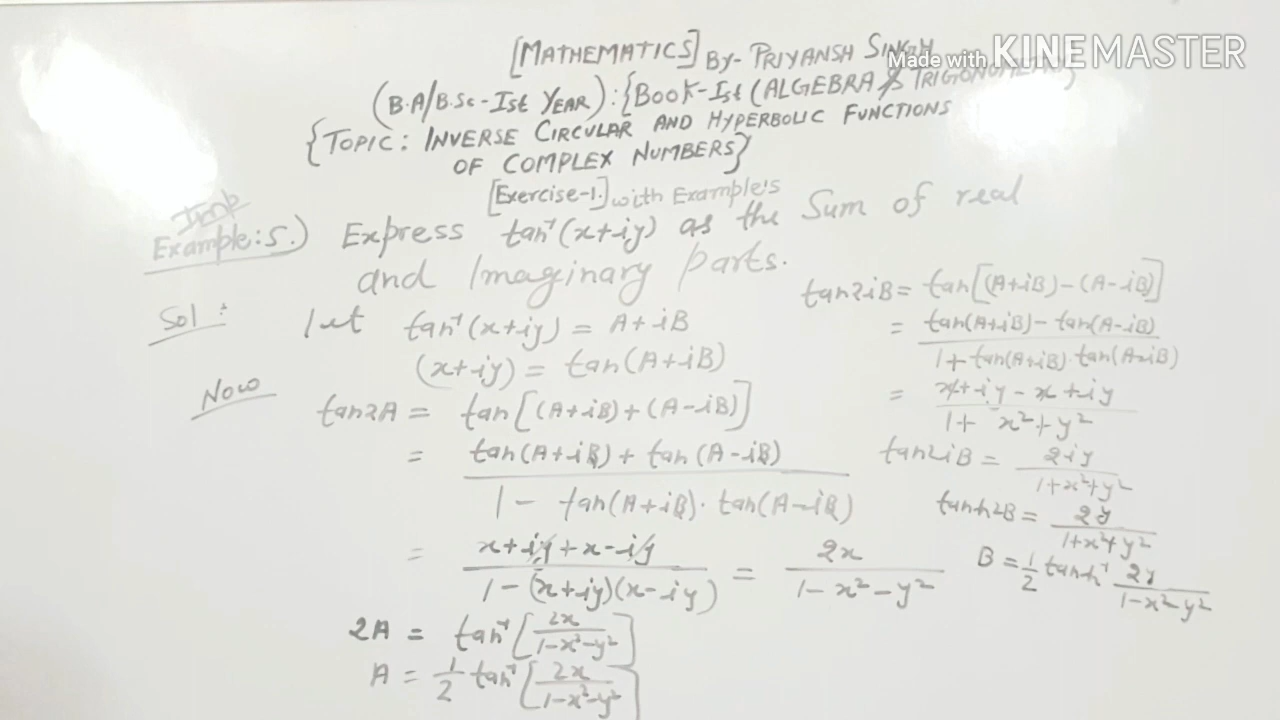 Made with KINEMASTER
[MATHEMATICS] By- PRIYANSH SINGH
(B.A/B.Sc-Ist YEAR):{BOOK-Ist (ALGEBRA & TRIGONOMETRY)}
{TOPIC: INVERSE CIRCULAR AND HYPERBOLIC FUNCTIONS
OF COMPLEX NUMBERS}
[Exercise-1.] with Example's
Imp
Example:5.) Express tan⁻¹(x+iy) as the Sum of real
and Imaginary parts.
Sol: let tan⁻¹(x+iy) = A+iB
(x+iy) = tan(A+iB)
Now tan2A = tan[(A+iB)+(A-iB)]
= (tan(A+iB)+tan(A-iB))/(1-tan(A+iB).tan(A-iB))
= (x+iy+x-iy)/(1-(x+iy)(x-iy)) = 2x/(1-x²-y²)
2A = tan⁻¹[2x/(1-x²-y²)]
A = 1/2 tan⁻¹[2x/(1-x²-y²)]
tan2iB = tan[(A+iB)-(A-iB)]
= (tan(A+iB)-tan(A-iB))/(1+tan(A+iB).tan(A-iB))
= (x+iy-x+iy)/(1+x²+y²)
tan2iB = 2iy/(1+x²+y²)
tanh2B = 2y/(1+x²+y²)
B = 1/2 tanh⁻¹ 2y/(1-x²-y²)